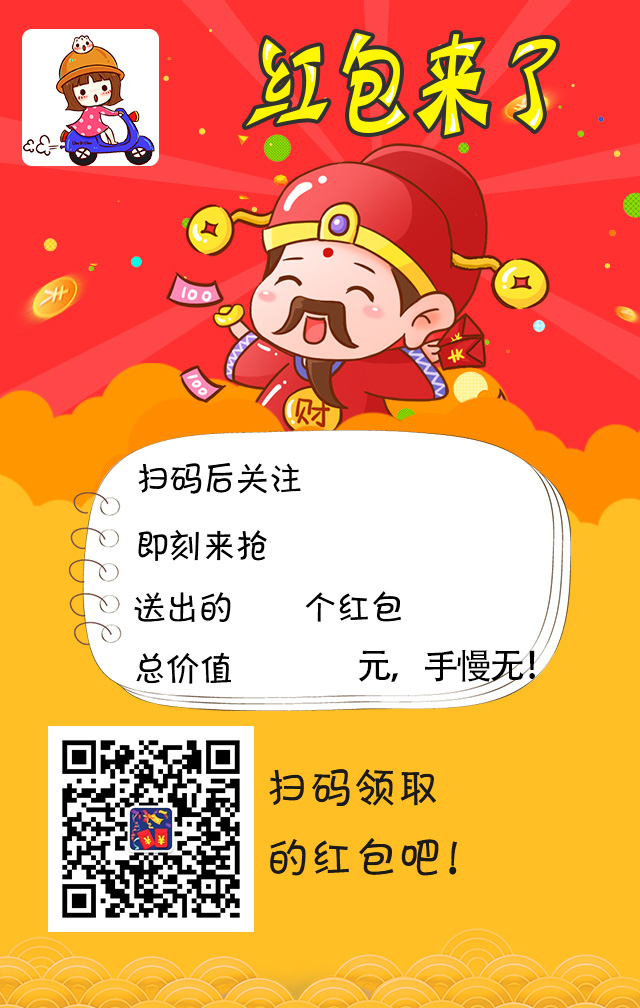 红包来了
100
100
财
扫码后关注
即刻来抢
送出的 个红包
总价值 元,手慢无!
扫码领取
的红包吧!